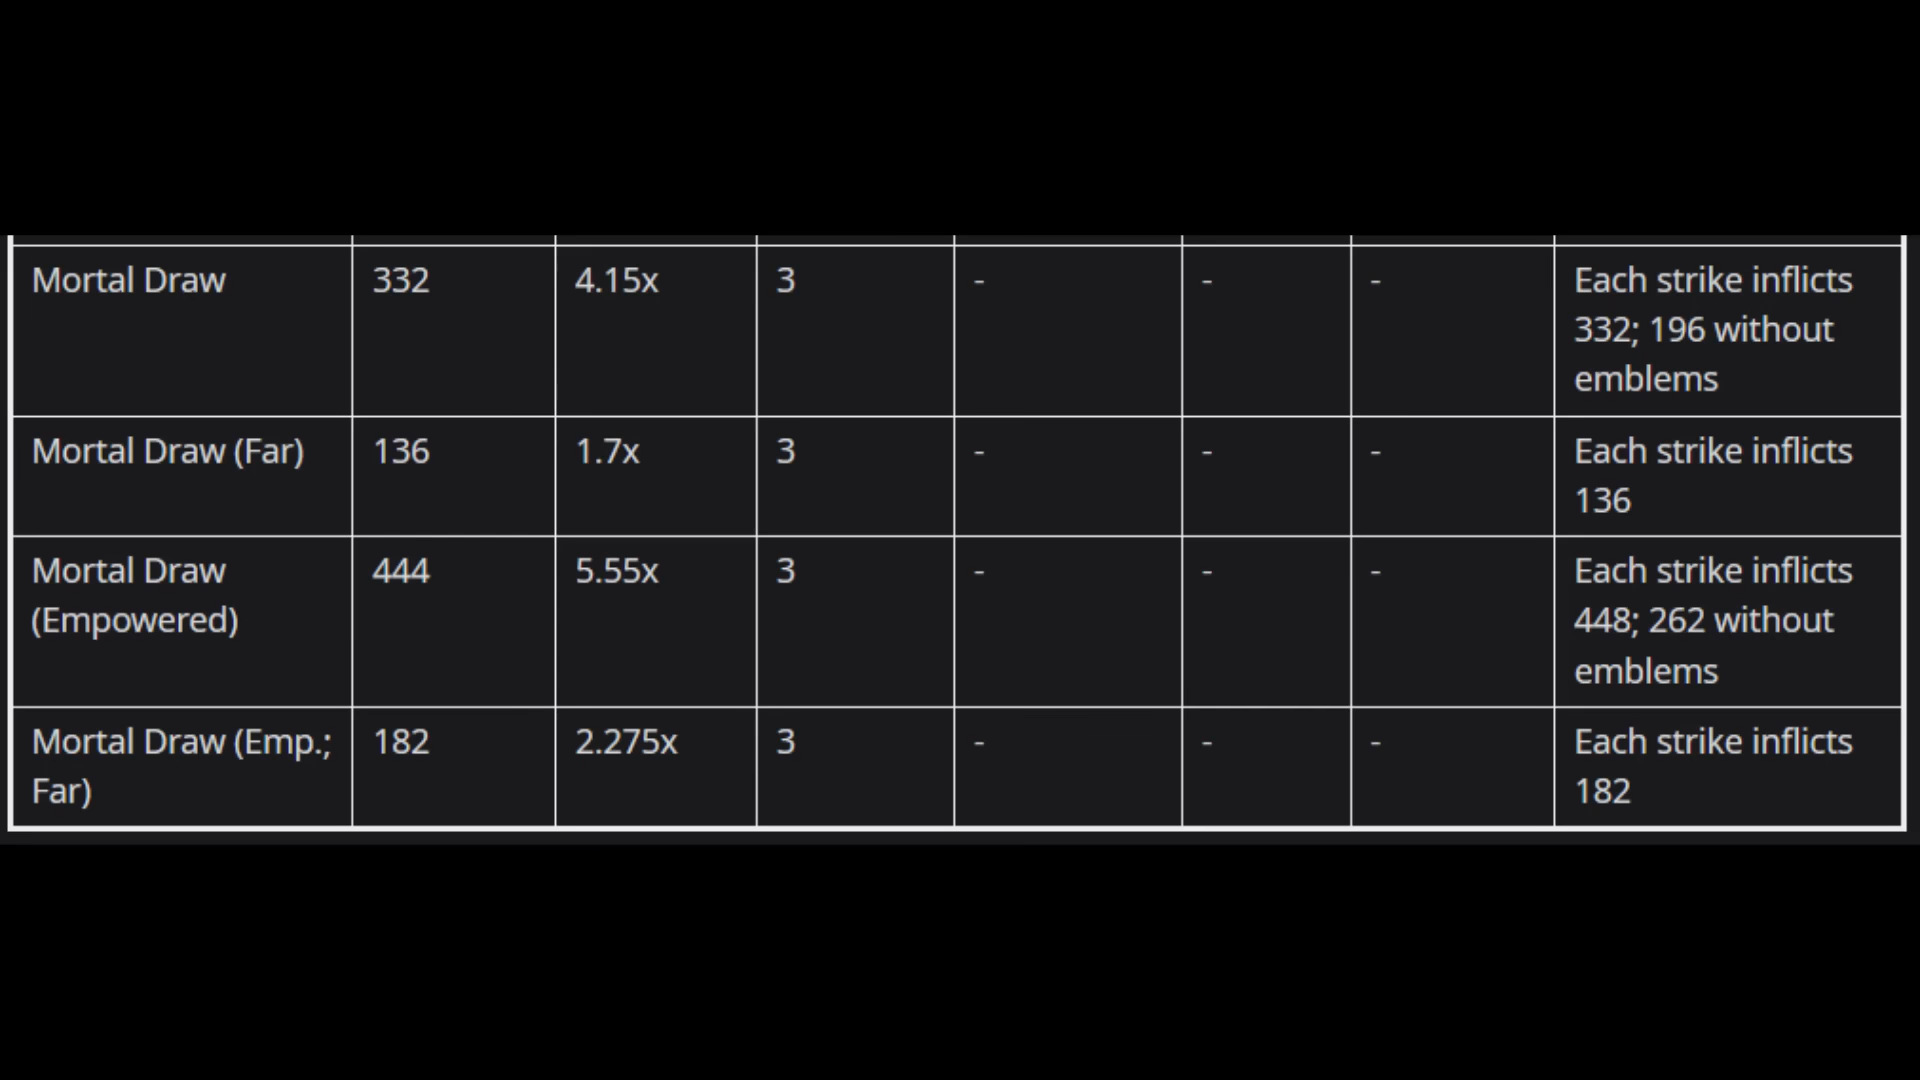 Mortal Draw 332 4.15x 3 - - - Each strike inflicts
332; 196 without
emblems
Mortal Draw (Far) 136 1.7x 3 - - - Each strike inflicts
136
Mortal Draw 444 5.55x 3 - - - Each strike inflicts
(Empowered) 448; 262 without
emblems
Mortal Draw (Emp.; 182 2.275x 3 - - - Each strike inflicts
Far) 182